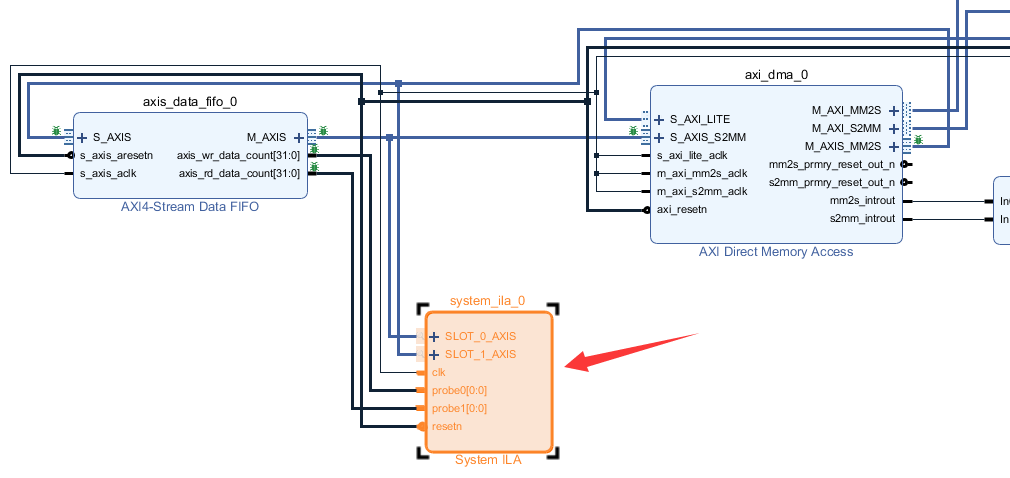 axis_data_fifo_0
S_AXIS
s_axis_aresetn
s_axis_aclk
M_AXIS
axis_wr_data_count[31:0]
axis_rd_data_count[31:0]
AXI4-Stream Data FIFO
axi_dma_0
S_AXI_LITE
S_AXIS_S2MM
s_axi_lite_aclk
m_axi_mm2s_aclk
m_axi_s2mm_aclk
axi_resetn
M_AXI_MM2S
M_AXI_S2MM
M_AXIS_MM2S
mm2s_prmry_reset_out_n
s2mm_prmry_reset_out_n
mm2s_introut
s2mm_introut
AXI Direct Memory Access
system_ila_0
SLOT_0_AXIS
SLOT_1_AXIS
clk
probe0[0:0]
probe1[0:0]
resetn
System ILA